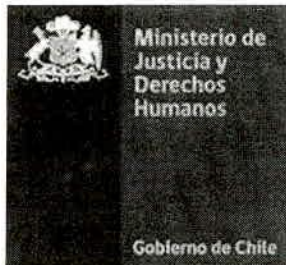 Ministerio de
Justicia y
Derechos
Humanos
Gobierno de Chile